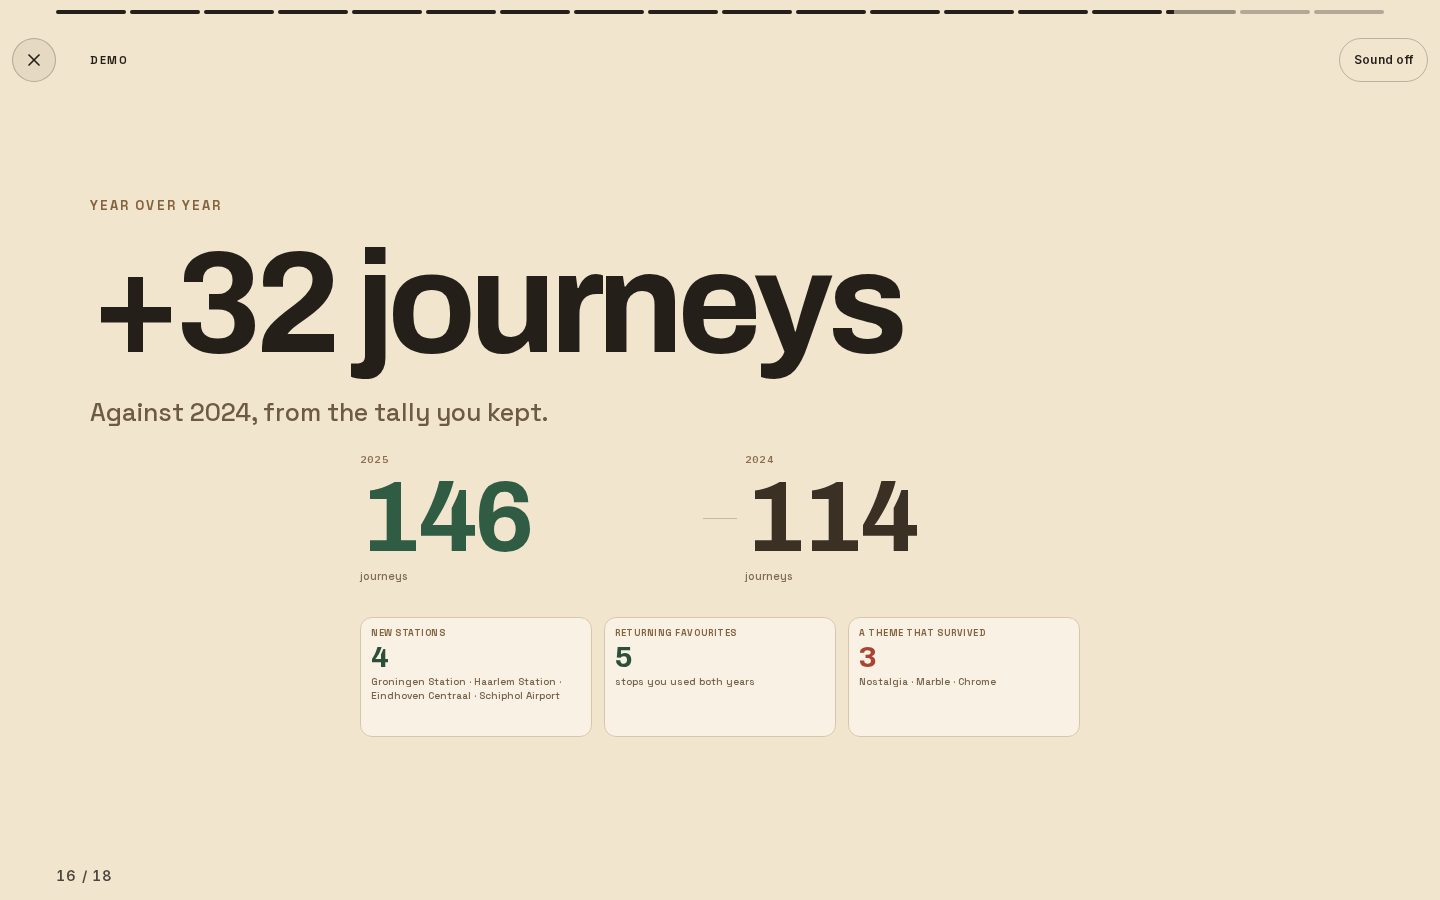 DEMO
Sound off
YEAR OVER YEAR
+32 journeys
Against 2024, from the tally you kept.
2025
146
journeys
2024
114
journeys
NEW STATIONS
4
Groningen Station · Haarlem Station ·
Eindhoven Centraal · Schiphol Airport
RETURNING FAVOURITES
5
stops you used both years
A THEME THAT SURVIVED
3
Nostalgia · Marble · Chrome
16 / 18